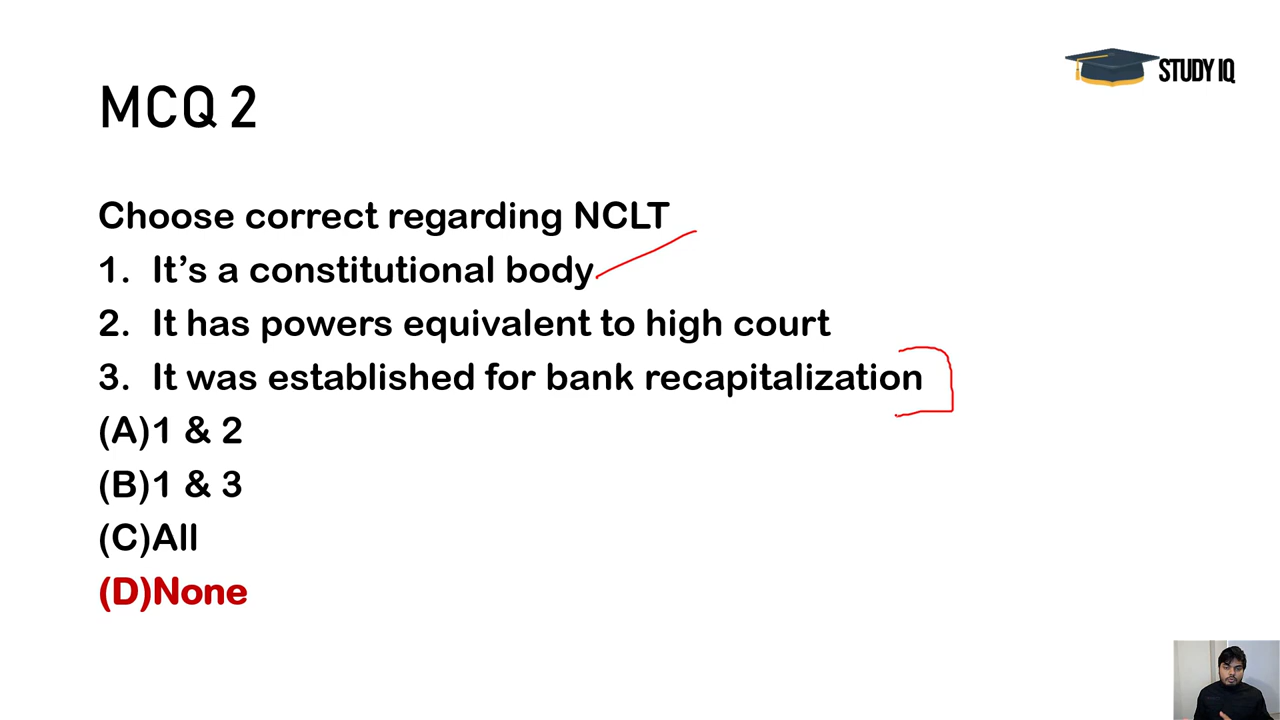 STUDY IQ
MCQ 2
Choose correct regarding NCLT
1. It's a constitutional body
2. It has powers equivalent to high court
3. It was established for bank recapitalization
(A)1 & 2
(B)1 & 3
(C)All
(D)None